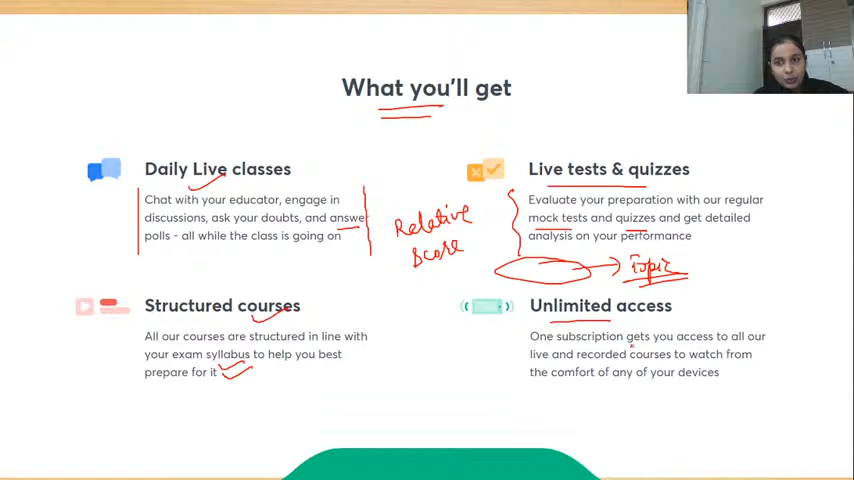 What you'll get
Daily Live classes
Chat with your educator, engage in
discussions, ask your doubts, and answer
polls - all while the class is going on
Live tests & quizzes
Evaluate your preparation with our regular
mock tests and quizzes and get detailed
analysis on your performance
Relative
Score
Topic
Structured courses
All our courses are structured in line with
your exam syllabus to help you best
prepare for it
Unlimited access
One subscription gets you access to all our
live and recorded courses to watch from
the comfort of any of your devices